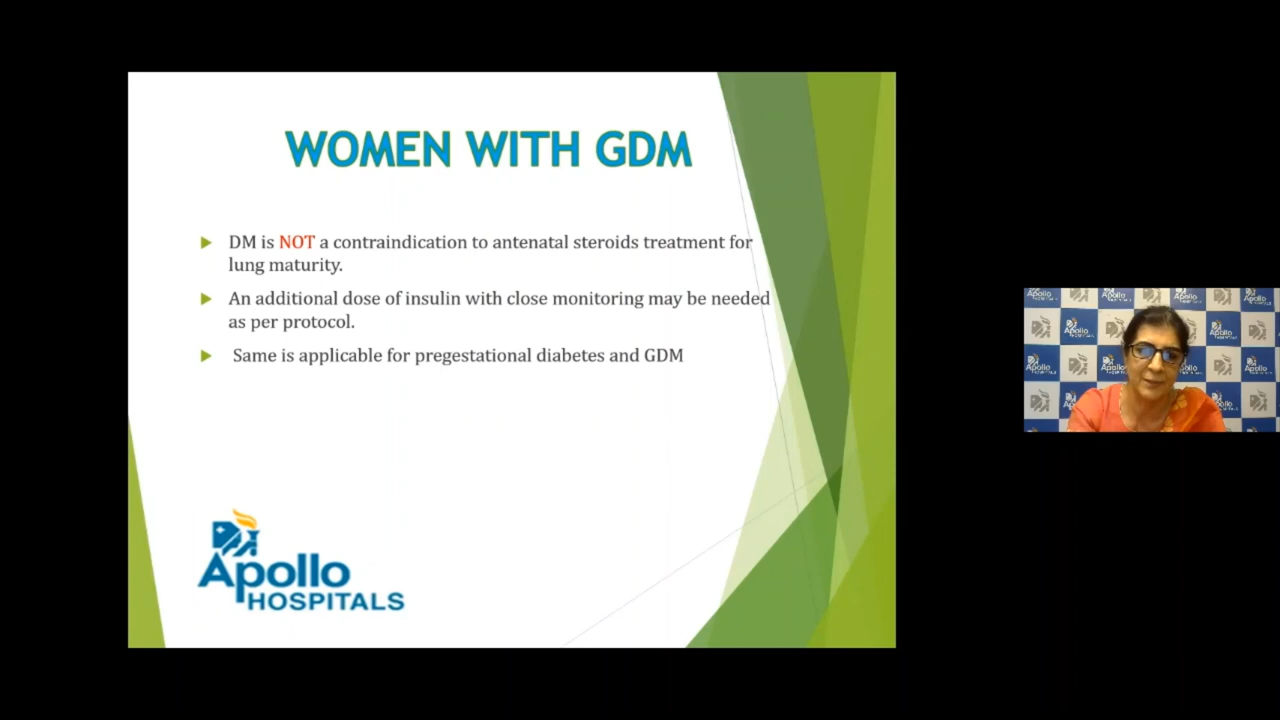 WOMEN WITH GDM
DM is NOT a contraindication to antenatal steroids treatment for
lung maturity.
An additional dose of insulin with close monitoring may be needed
as per protocol.
Same is applicable for pregestational diabetes and GDM
Apollo
HOSPITALS
Apollo
HOSPITALS